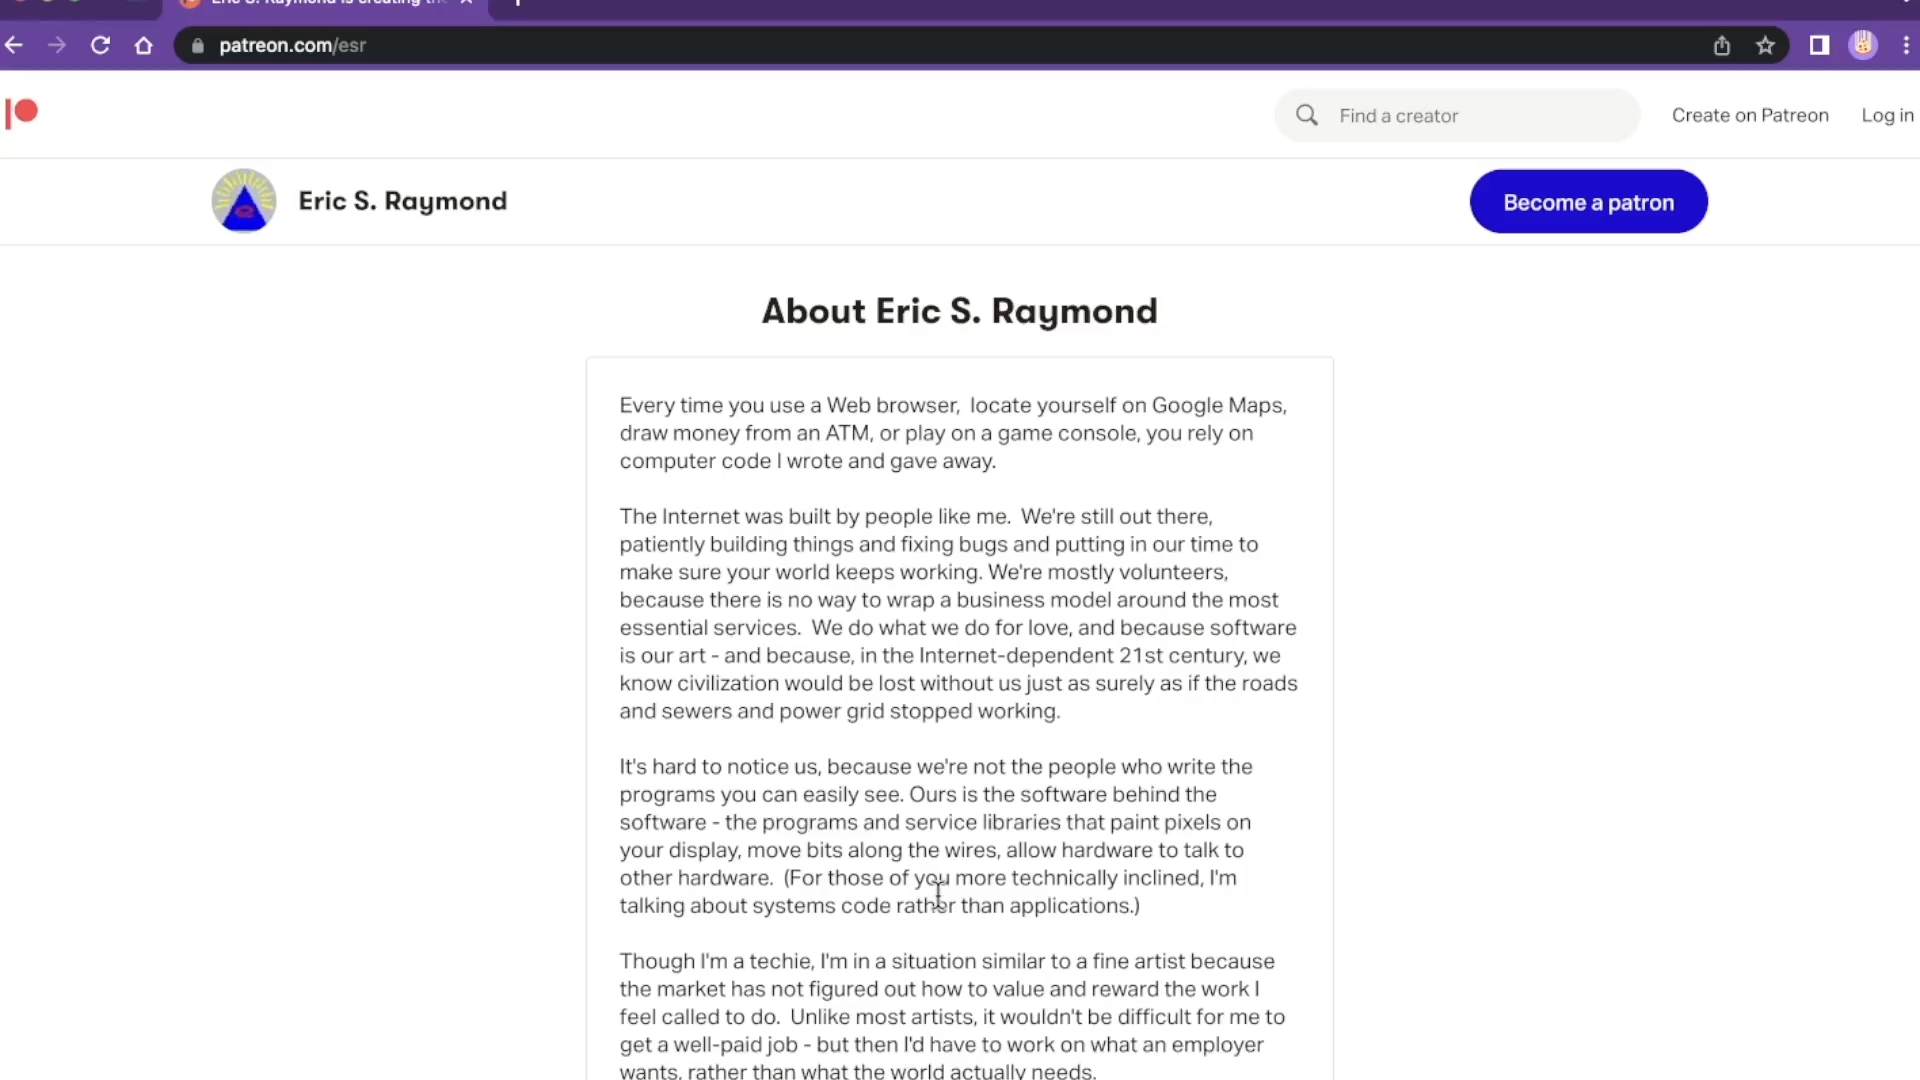 patreon.com/esr
Find a creator
Create on Patreon
Log in
Eric S. Raymond
Become a patron
About Eric S. Raymond
Every time you use a Web browser,  locate yourself on Google Maps,
draw money from an ATM, or play on a game console, you rely on
computer code I wrote and gave away.
The Internet was built by people like me.  We're still out there,
patiently building things and fixing bugs and putting in our time to
make sure your world keeps working. We're mostly volunteers,
because there is no way to wrap a business model around the most
essential services.  We do what we do for love, and because software
is our art - and because, in the Internet-dependent 21st century, we
know civilization would be lost without us just as surely as if the roads
and sewers and power grid stopped working.
It's hard to notice us, because we're not the people who write the
programs you can easily see. Ours is the software behind the
software - the programs and service libraries that paint pixels on
your display, move bits along the wires, allow hardware to talk to
other hardware.  (For those of you more technically inclined, I'm
talking about systems code rather than applications.)
Though I'm a techie, I'm in a situation similar to a fine artist because
the market has not figured out how to value and reward the work I
feel called to do.  Unlike most artists, it wouldn't be difficult for me to
get a well-paid job - but then I'd have to work on what an employer
wants, rather than what the world actually needs.